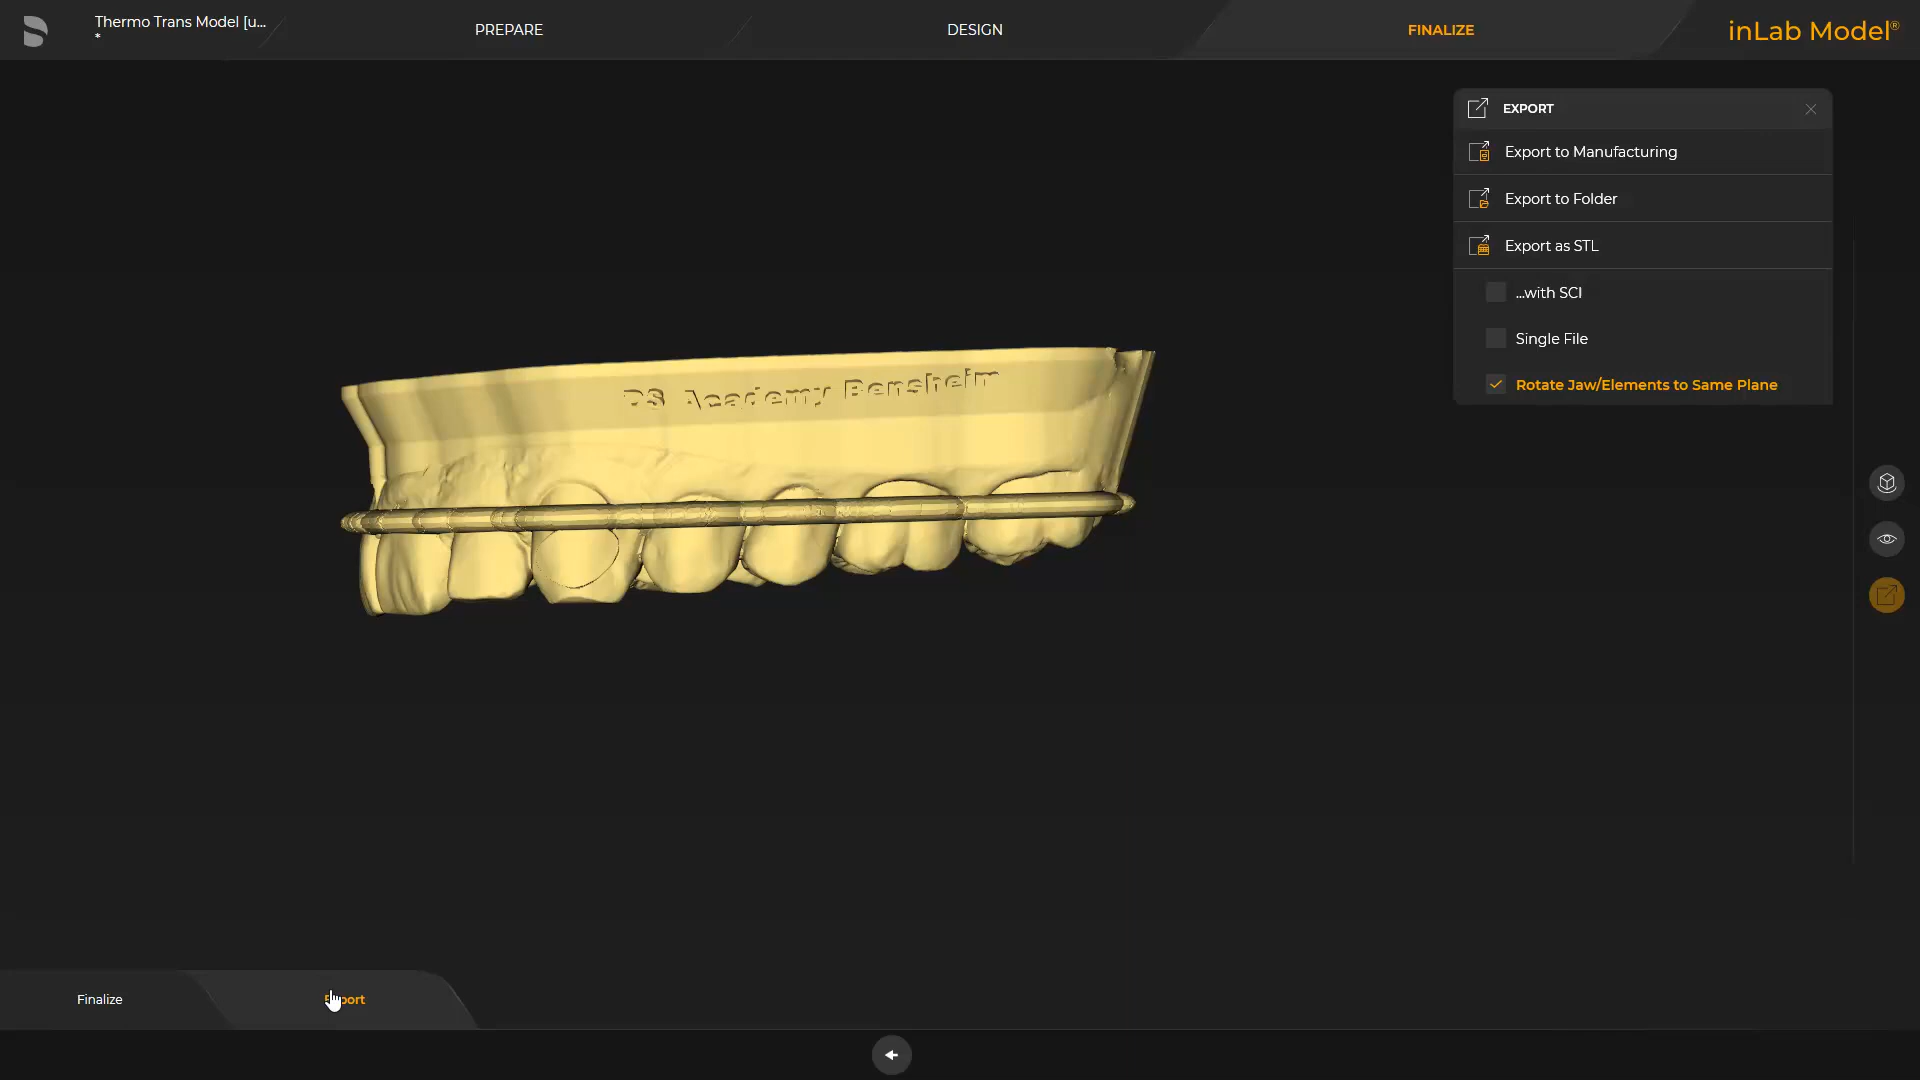 Thermo Trans Model [u...
*
PREPARE
DESIGN
FINALIZE
inLab Model®
EXPORT
Export to Manufacturing
Export to Folder
Export as STL
...with SCI
Single File
Rotate Jaw/Elements to Same Plane
DS Academy Bensheim
Finalize
Export